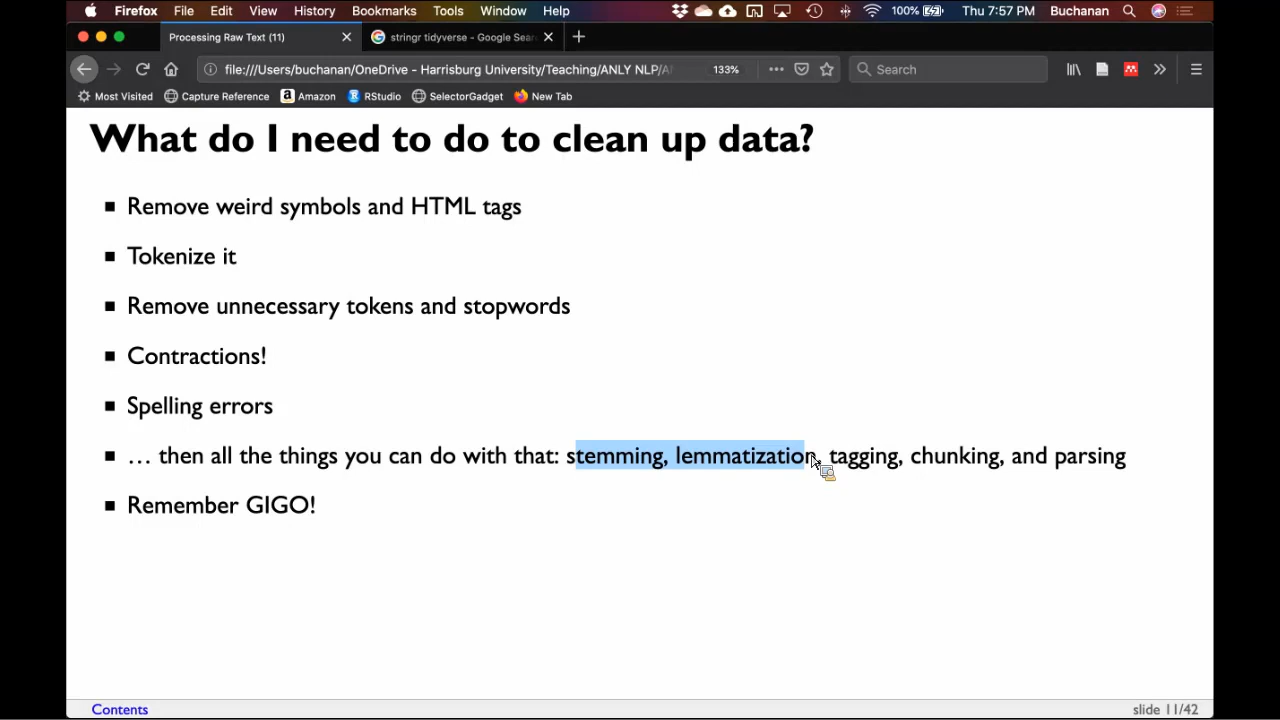 Firefox File Edit View History Bookmarks Tools Window Help 100% Thu 7:57 PM Buchanan
Processing Raw Text (11) stringr tidyverse - Google Sear
file:///Users/buchanan/OneDrive - Harrisburg University/Teaching/ANLY NLP/A 133% Search
Most Visited Capture Reference Amazon RStudio SelectorGadget New Tab
What do I need to do to clean up data?
Remove weird symbols and HTML tags
Tokenize it
Remove unnecessary tokens and stopwords
Contractions!
Spelling errors
… then all the things you can do with that: stemming, lemmatization, tagging, chunking, and parsing
Remember GIGO!
Contents slide 11/42